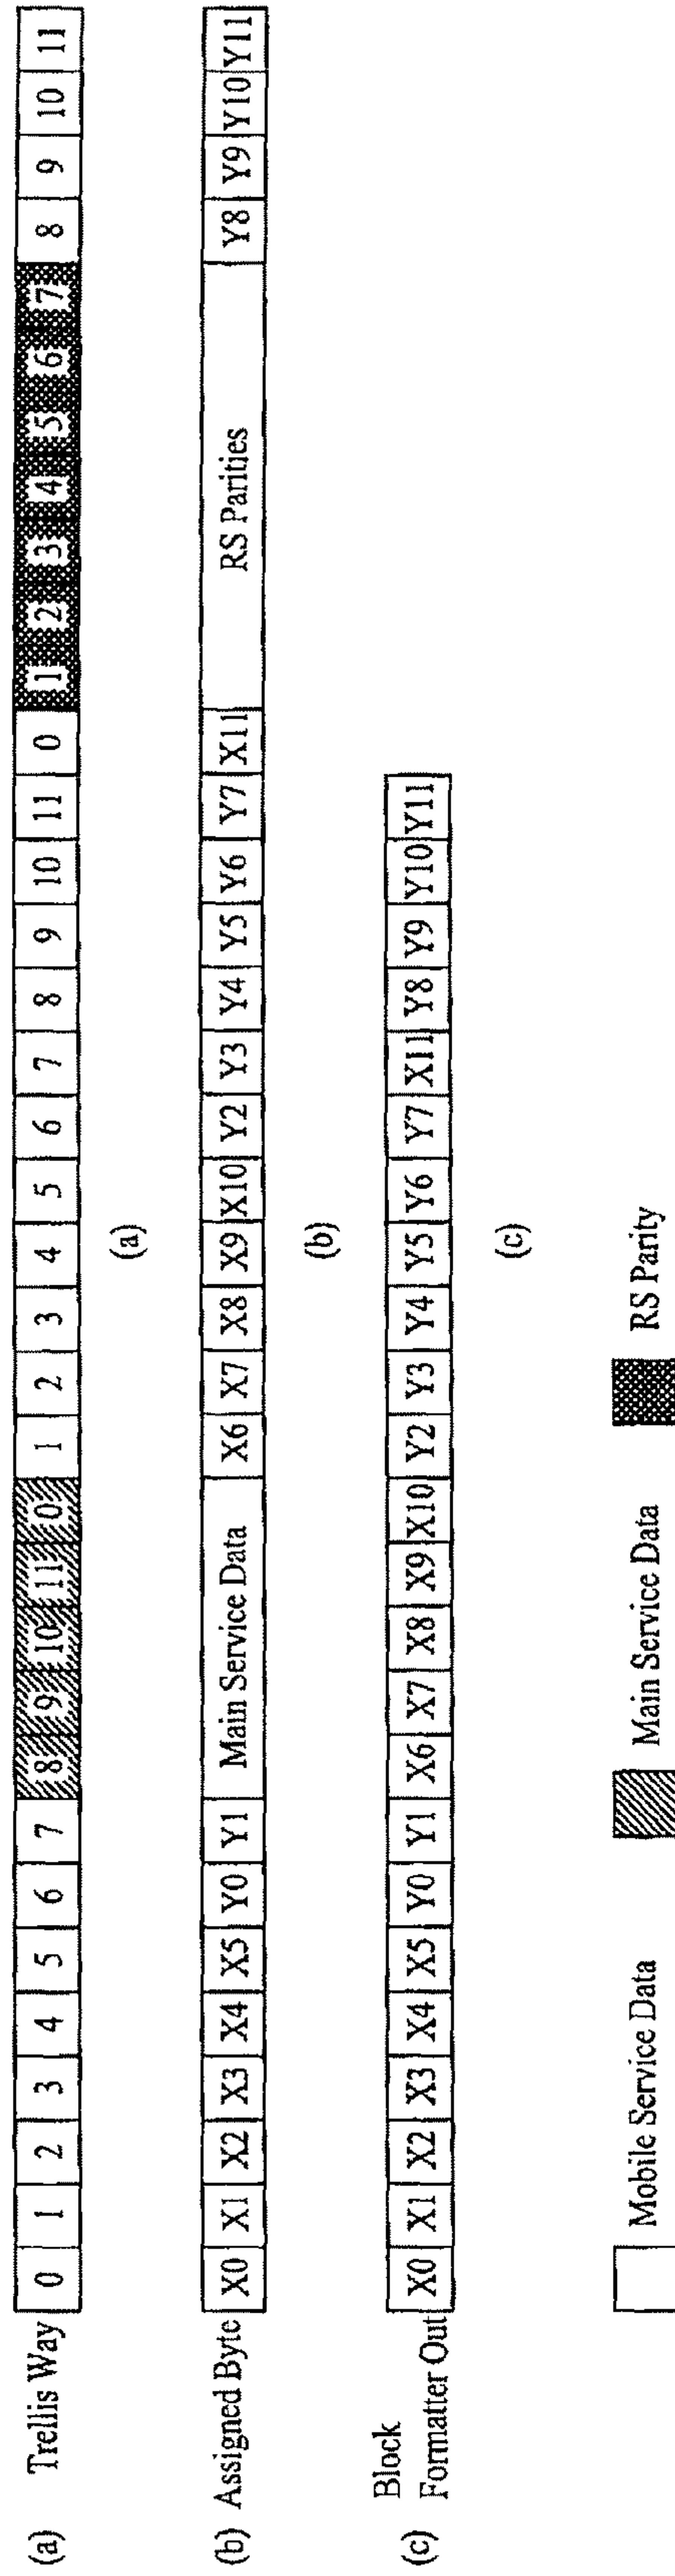 (a) Trellis Way 0 1 2 3 4 5 6 7 8 9 10 11 0 1 2 3 4 5 6 7 8 9 10 11 0 1 2 3 4 5 6 7 8 9 10 11
(a)
(b) Assigned Byte X0 X1 X2 X3 X4 X5 Y0 Y1 Main Service Data X6 X7 X8 X9 X10 Y2 Y3 Y4 Y5 Y6 Y7 X11 RS Parities Y8 Y9 Y10 Y11
(b)
(c) Block
Formatter Out X0 X1 X2 X3 X4 X5 Y0 Y1 X6 X7 X8 X9 X10 Y2 Y3 Y4 Y5 Y6 Y7 X11 Y8 Y9 Y10 Y11
(c)
Mobile Service Data Main Service Data RS Parity